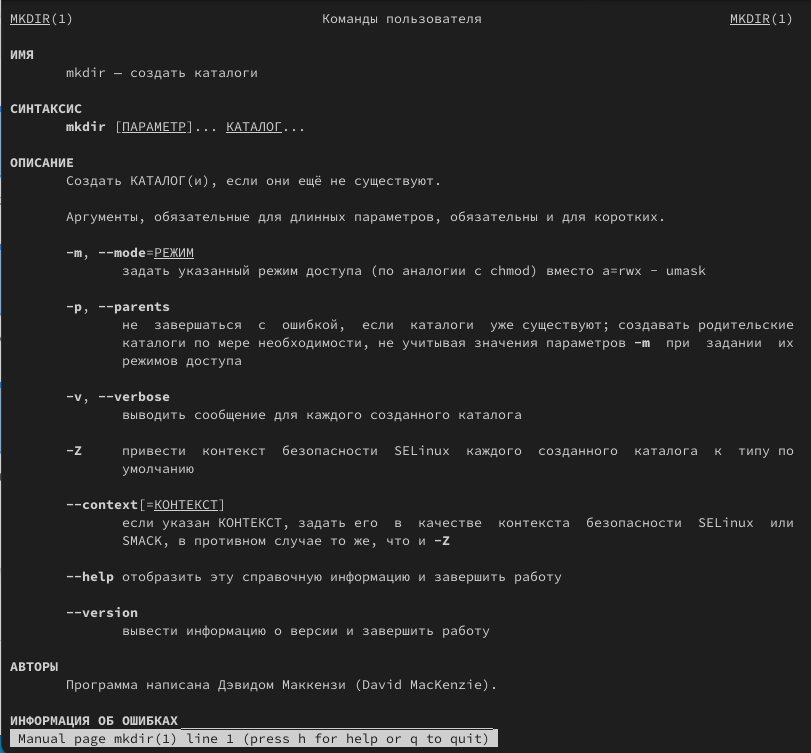 MKDIR(1) Команды пользователя MKDIR(1)
ИМЯ
mkdir — создать каталоги
СИНТАКСИС
mkdir [ПАРАМЕТР]... КАТАЛОГ...
ОПИСАНИЕ
Создать КАТАЛОГ(и), если они ещё не существуют.
Аргументы, обязательные для длинных параметров, обязательны и для коротких.
-m, --mode=РЕЖИМ
задать указанный режим доступа (по аналогии с chmod) вместо a=rwx - umask
-p, --parents
не завершаться с ошибкой, если каталоги уже существуют; создавать родительские
каталоги по мере необходимости, не учитывая значения параметров -m при задании их
режимов доступа
-v, --verbose
выводить сообщение для каждого созданного каталога
-Z привести контекст безопасности SELinux каждого созданного каталога к типу по
умолчанию
--context[=КОНТЕКСТ]
если указан КОНТЕКСТ, задать его в качестве контекста безопасности SELinux или
SMACK, в противном случае то же, что и -Z
--help отобразить эту справочную информацию и завершить работу
--version
вывести информацию о версии и завершить работу
АВТОРЫ
Программа написана Дэвидом Маккензи (David MacKenzie).
ИНФОРМАЦИЯ ОБ ОШИБКАХ
Manual page mkdir(1) line 1 (press h for help or q to quit)